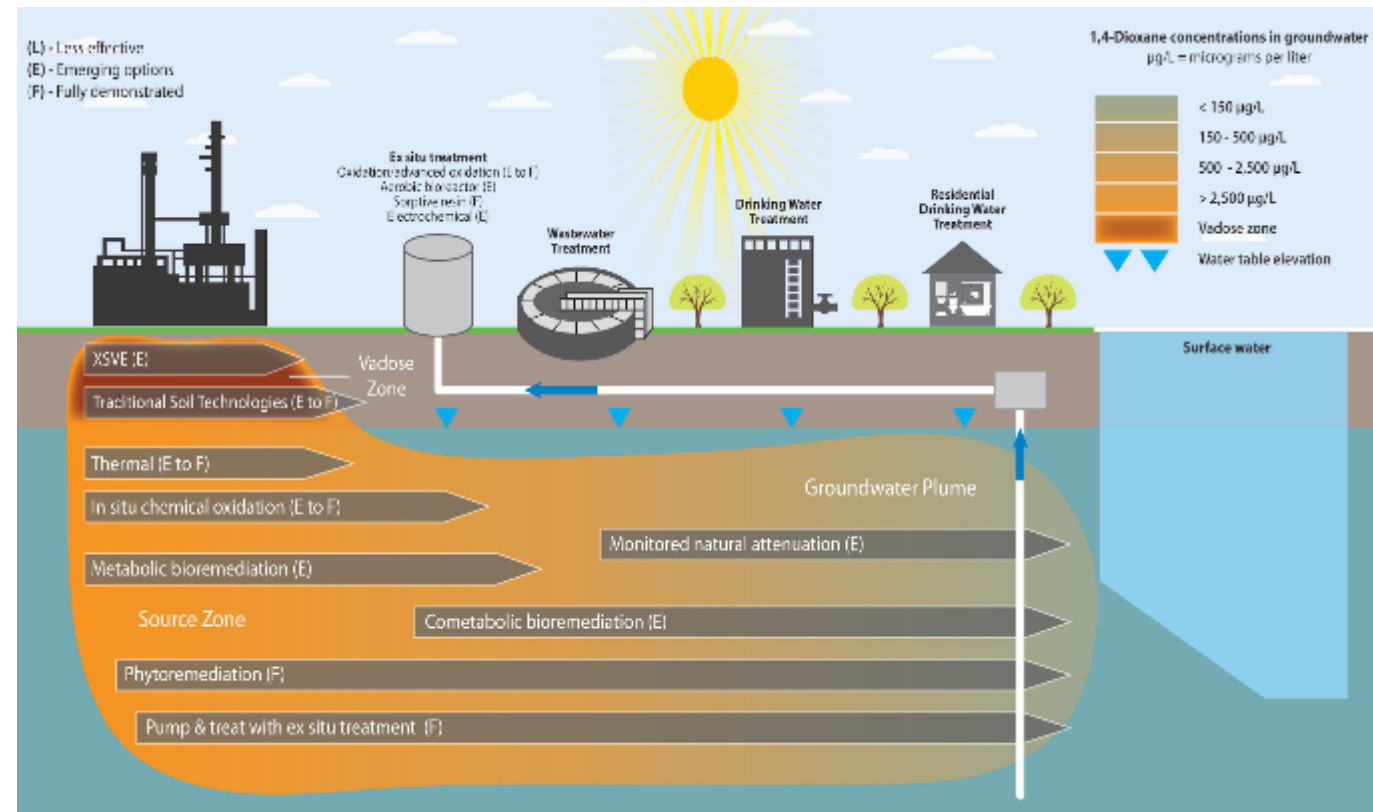 (L) - Less effective
(E) - Emerging options
(F) - Fully demonstrated
1,4-Dioxane concentrations in groundwater
µg/L = micrograms per liter
< 150 µg/L
150 - 500 µg/L
500 - 2,500 µg/L
> 2,500 µg/L
Vadose zone
Water table elevation
Ex situ treatment
Oxidation/advanced oxidation (E to F)
Aerobic bioreactor (E)
Sorptive resin (F)
Electrochemical (E)
Wastewater
Treatment
Drinking Water
Treatment
Residential
Drinking Water
Treatment
Surface water
XSVE (E)
Vadose
Zone
Traditional Soil Technologies (E to F)
Thermal (E to F)
In situ chemical oxidation (E to F)
Groundwater Plume
Monitored natural attenuation (E)
Metabolic bioremediation (E)
Source Zone
Cometabolic bioremediation (E)
Phytoremediation (F)
Pump & treat with ex situ treatment (F)